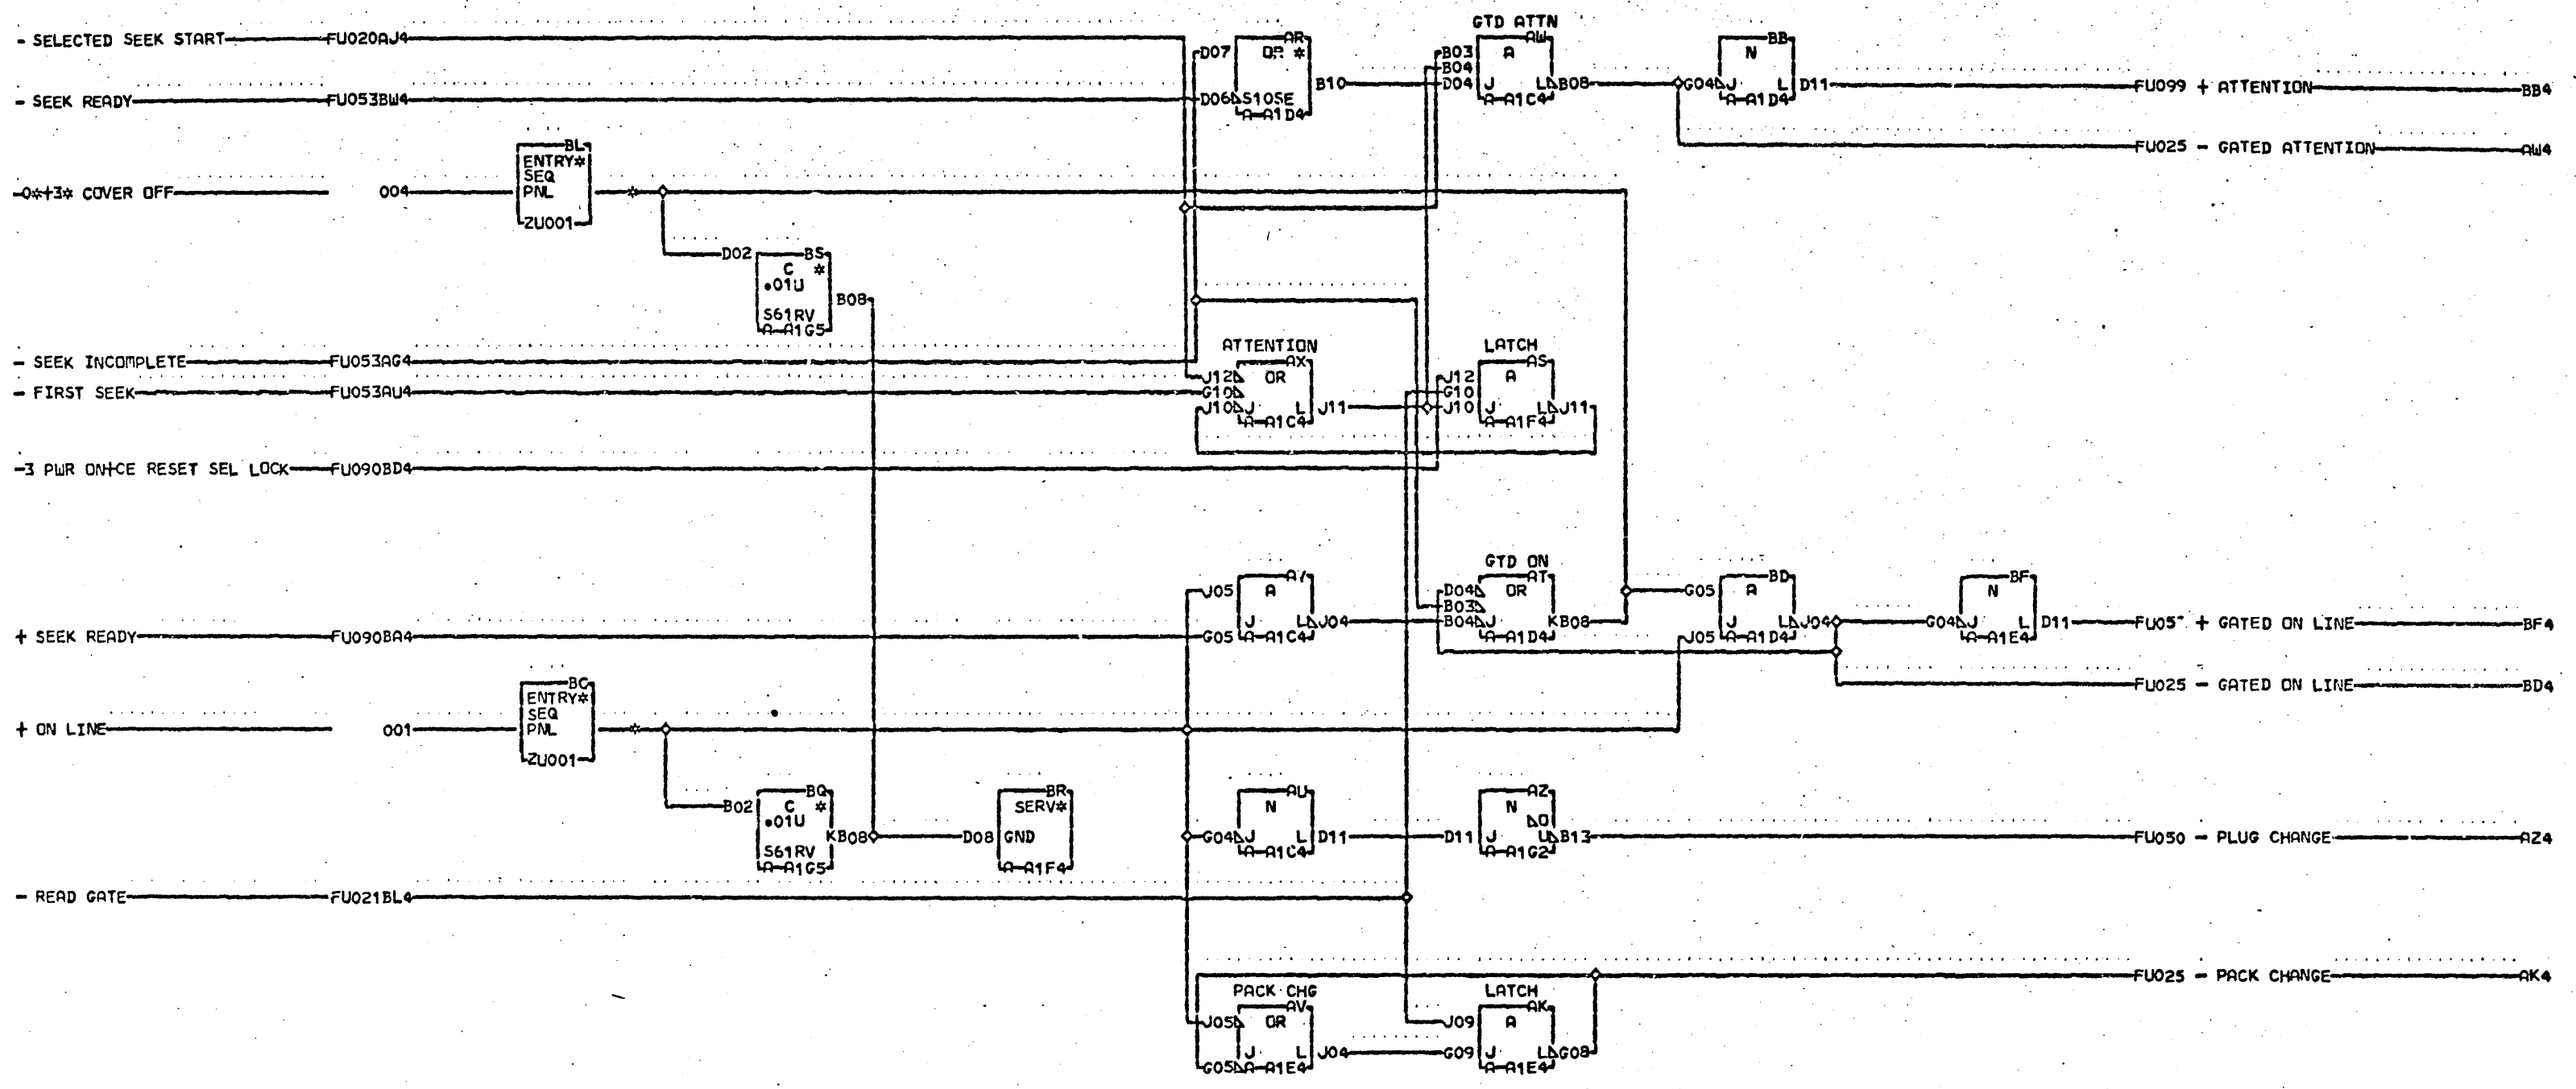 - SELECTED SEEK START FU020AJ4
- SEEK READY FU053BW4
-0*+3* COVER OFF 004
- SEEK INCOMPLETE FU053AG4
- FIRST SEEK FU053AU4
-3 PWR ON+CE RESET SEL LOCK FU090BD4
+ SEEK READY FU090BA4
+ ON LINE 001
- READ GATE FU021BL4
BL
ENTRY*
SEQ
PNL
ZU001
*
D02
BS
C *
.01U
S61RV
A-A1G5
B08
BC
ENTRY*
SEQ
PNL
ZU001
*
B02
BQ
C *
.01U
S61RV
A-A1G5
K B08
D08
BR
SERV*
GND
A-A1F4
D07
D06
AR
OR *
S10SE
A-A1D4
B10
GTD ATTN
B03
B04
D04
AW
A
J L
A-A1C4
B08
G04
BB
N
J L
A-A1D4
D11
FU099 + ATTENTION BB4
FU025 - GATED ATTENTION AW4
ATTENTION
J12
G10
J10
AX
OR
J L
A-A1C4
J11
LATCH
J12
G10
J10
AS
A
J L
A-A1F4
J11
J05
G05
A
J L
A-A1C4
J04
GTD ON
D04
B03
B04
AT
OR
J K
A-A1D4
B08
G05
J05
BD
A
J L
A-A1D4
J04
G04
BF
N
J L
A-A1E4
D11
FU05 + GATED ON LINE BF4
FU025 - GATED ON LINE BD4
G04
AU
N
J L
A-A1C4
D11
D11
AZ
N
DO
J U
A-A1G2
B13
FU050 - PLUG CHANGE AZ4
FU025 - PACK CHANGE AK4
PACK CHG
J05
G05
AV
OR
J L
A-A1E4
J04
LATCH
J09
G09
AK
A
J L
A-A1E4
G08